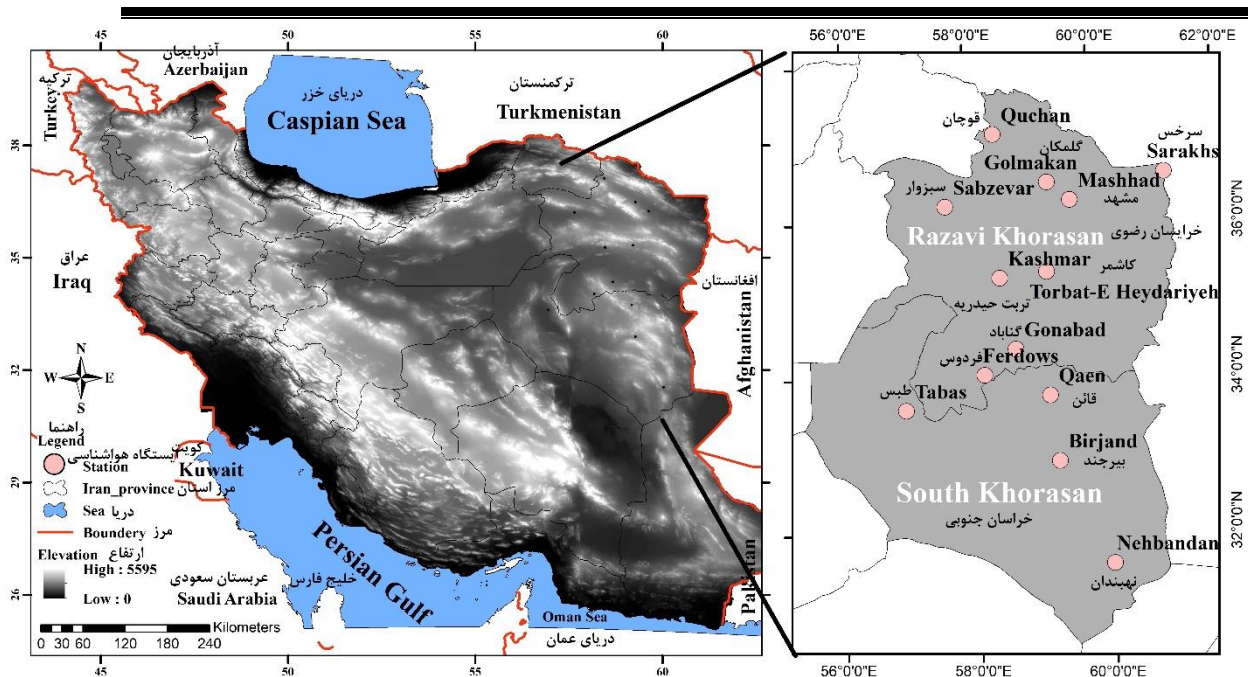 45
50
55
60
آذربایجان
Azerbaijan
ترکیه
Turkey
دریای خزر
Caspian Sea
ترکمنستان
Turkmenistan
38
35
32
29
26
عراق
Iraq
افغانستان
Afghanistan
N
W E
S
راهنما
Legend
ایستگاه هواشناسی
Station
Iran_province مرز استان
Sea دریا
Boundery مرز
Elevation ارتفاع
High : 5595
Low : 0
0 30 60 120 180 240 Kilometers
کویت
Kuwait
عربستان سعودی
Saudi Arabia
خلیج فارس
Persian Gulf
Oman Sea
دریای عمان
Pakistan
45
50
55
60
56°0'0"E
58°0'0"E
60°0'0"E
62°0'0"E
قوچان
Quchan
گلمکان
Golmakan
سرخس
Sarakhs
Mashhad
مشهد
سبزوار
Sabzevar
Razavi Khorasan
خراسان رضوی
Kashmar
کاشمر
Torbat-E Heydariyeh
تربت حیدریه
گناباد
Gonabad
فردوس
Ferdows
Qaen
قائن
طبس
Tabas
Birjand
بیرجند
South Khorasan
خراسان جنوبی
Nehbandan
نهبندان
36°0'0"N
34°0'0"N
32°0'0"N
56°0'0"E
58°0'0"E
60°0'0"E